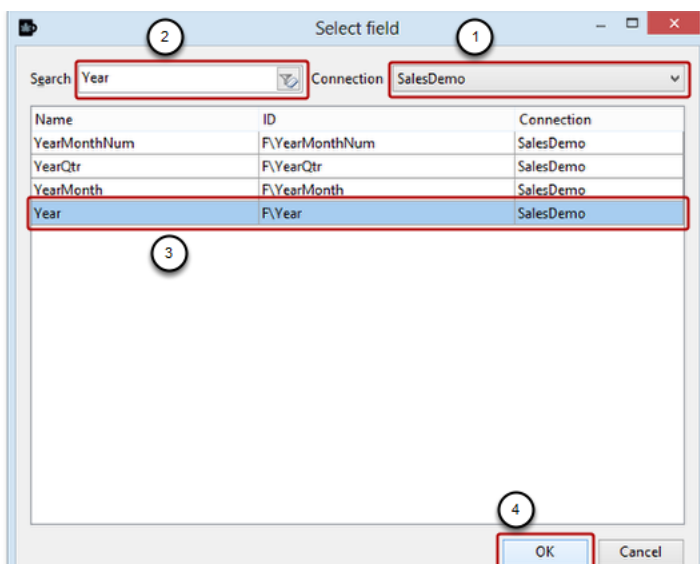 Select field
2
1
Search Year Connection SalesDemo
Name ID Connection
YearMonthNum F\YearMonthNum SalesDemo
YearQtr F\YearQtr SalesDemo
YearMonth F\YearMonth SalesDemo
Year F\Year SalesDemo
3
4
OK Cancel